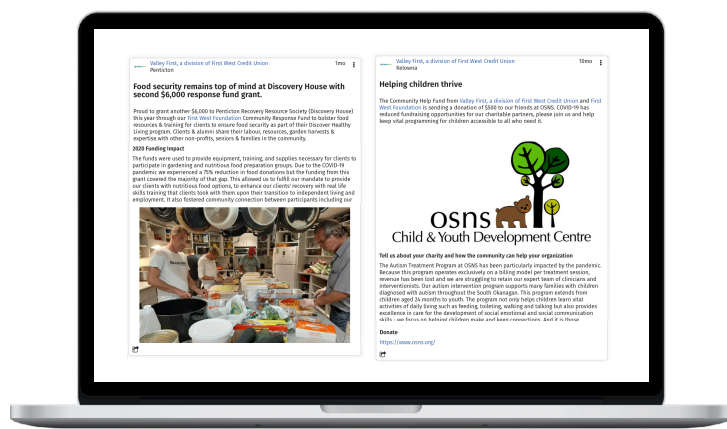 Valley First, a division of First West Credit Union
1mo
Penticton
Food security remains top of mind at Discovery House with
second $6,000 response fund grant.
Proud to grant another $6,000 to Penticton Recovery Resource Society (Discovery House)
this year through our First West Foundation Community Response Fund to bolster food
resources & training for clients to ensure food security as part of their Discover Healthy
Living program. Clients & alumni share their labour, resources, garden harvests &
expertise with other non-profits, seniors & families in the community.
2020 Funding Impact
The funds were used to provide equipment, training, and supplies necessary for clients to
participate in gardening and nutritious food preparation groups. Due to the COVID-19
pandemic we experienced a 75% reduction in food donations but the funding from this
grant covered the majority of that gap. This allowed us to fulfill our mandate to provide
our clients with nutritious food options, to enhance our clients' recovery with real life
skills training that clients took with them upon their transition to independent living and
employment. It also fostered community connection between participants including our
Valley First, a division of First West Credit Union
10mo
Kelowna
Helping children thrive
The Community Help Fund from Valley First, a division of First West Credit Union and First
West Foundation is sending a donation of $500 to our friends at OSNS. COVID-19 has
reduced fundraising opportunities for our charitable partners, please join us and help
keep vital programming for children accessible to all who need it.
osns
Child & Youth Development Centre
Tell us about your charity and how the community can help your organization
The Autism Treatment Program at OSNS has been particularly impacted by the pandemic.
Because this program operates exclusively on a billing model per treatment session,
revenue has been lost and we are struggling to retain our expert team of clinicians and
interventionists. Our autism intervention program supports many families with children
diagnosed with autism throughout the South Okanagan. This program extends from
children aged 24 months to youth. The program not only helps children learn vital
activities of daily living such as feeding, toileting, walking and talking but also provides
excellence in care for the development of social emotional and social communication
skills - we focus on helping children make and keep connections. And it is those
Donate
https://www.osns.org/